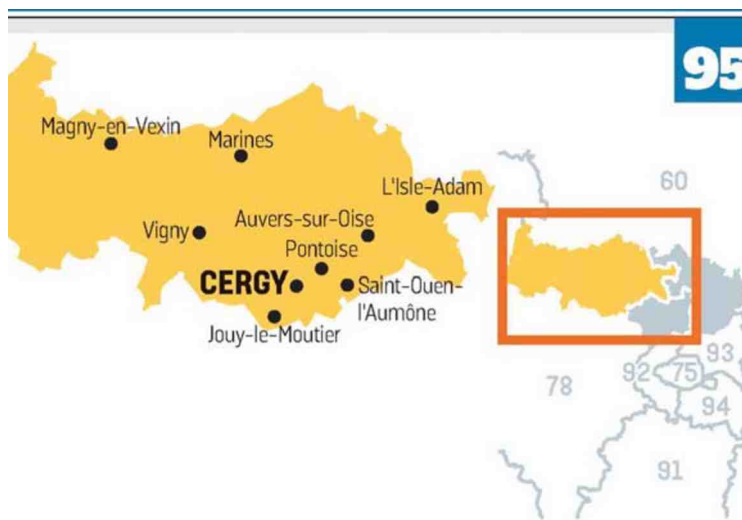 95
Magny-en-Vexin
Marines
L'Isle-Adam
60
Vigny
Auvers-sur-Oise
Pontoise
CERGY
Saint-Ouen-
l'Aumône
Jouy-le-Moutier
78
92
75
93
94
91